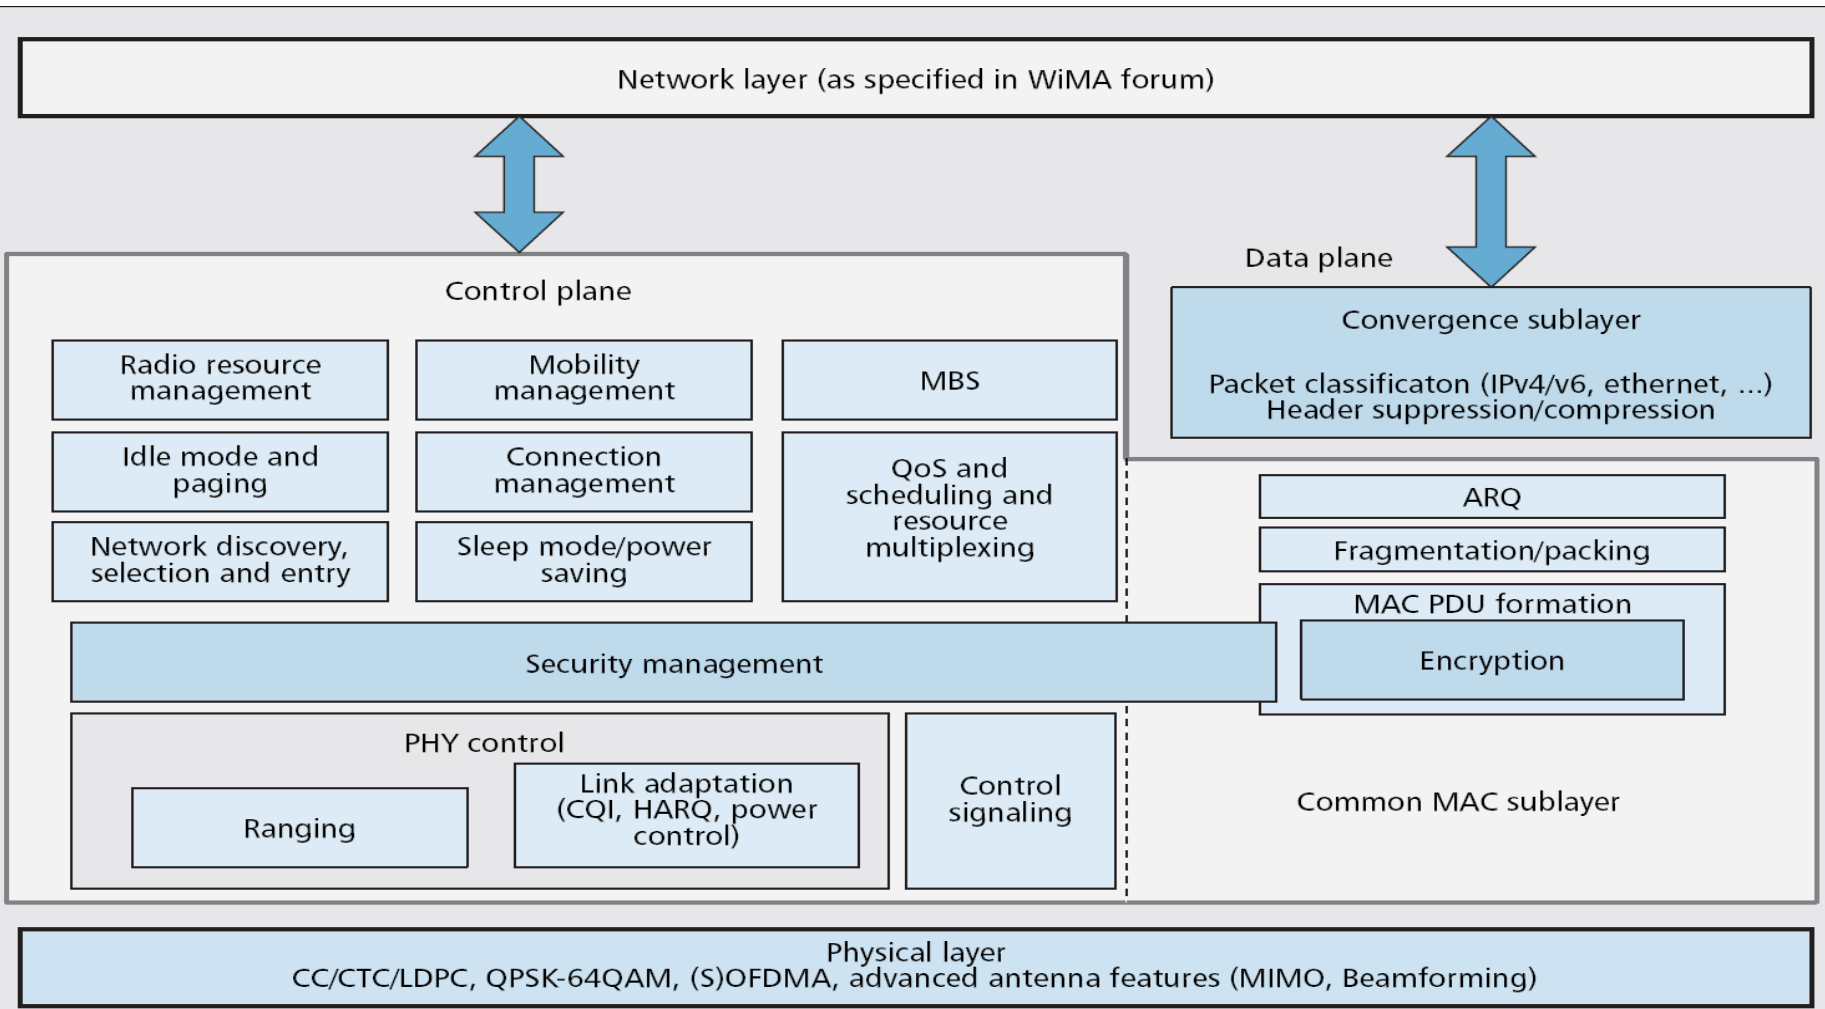 Network layer (as specified in WiMA forum)
Data plane
Control plane
Convergence sublayer
Packet classificaton (IPv4/v6, ethernet, ...)
Header suppression/compression
Radio resource
management
Mobility
management
MBS
Idle mode and
paging
Connection
management
QoS and
scheduling and
resource
multiplexing
Network discovery,
selection and entry
Sleep mode/power
saving
ARQ
Fragmentation/packing
MAC PDU formation
Encryption
Security management
PHY control
Ranging
Link adaptation
(CQI, HARQ, power
control)
Control
signaling
Common MAC sublayer
Physical layer
CC/CTC/LDPC, QPSK-64QAM, (S)OFDMA, advanced antenna features (MIMO, Beamforming)